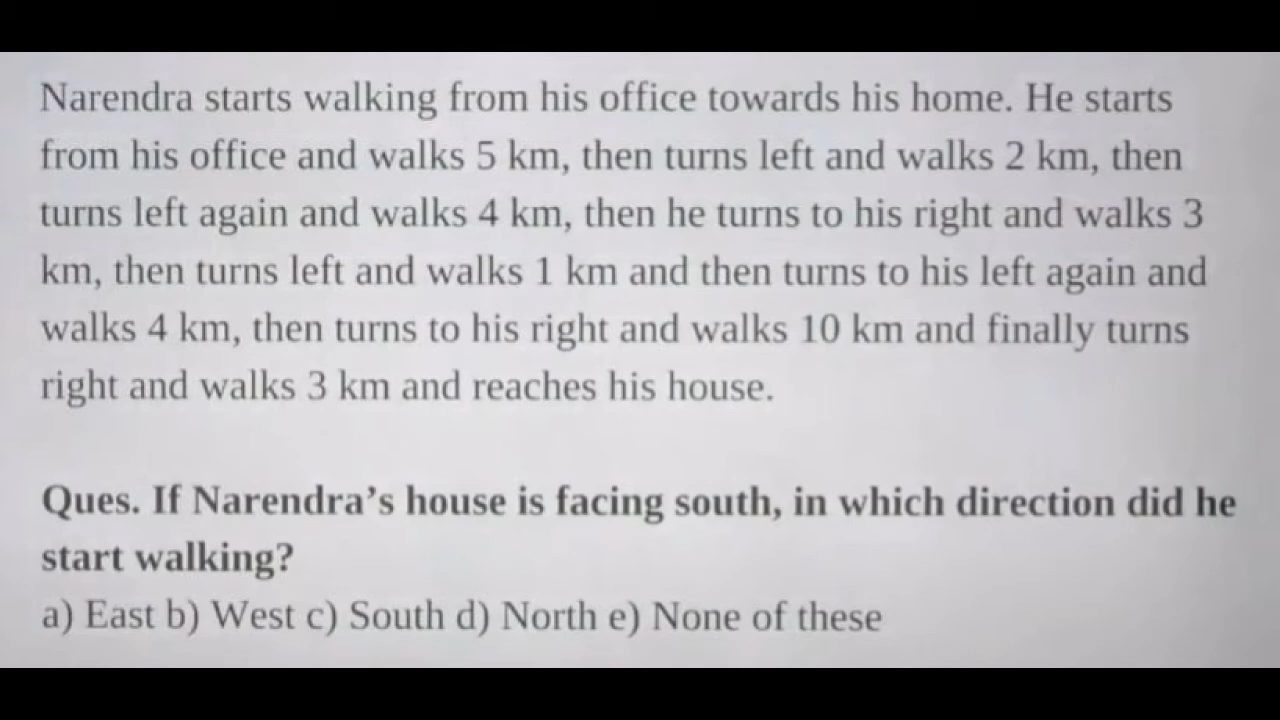 Narendra starts walking from his office towards his home. He starts
from his office and walks 5 km, then turns left and walks 2 km, then
turns left again and walks 4 km, then he turns to his right and walks 3
km, then turns left and walks 1 km and then turns to his left again and
walks 4 km, then turns to his right and walks 10 km and finally turns
right and walks 3 km and reaches his house.
Ques. If Narendra’s house is facing south, in which direction did he
start walking?
a) East b) West c) South d) North e) None of these